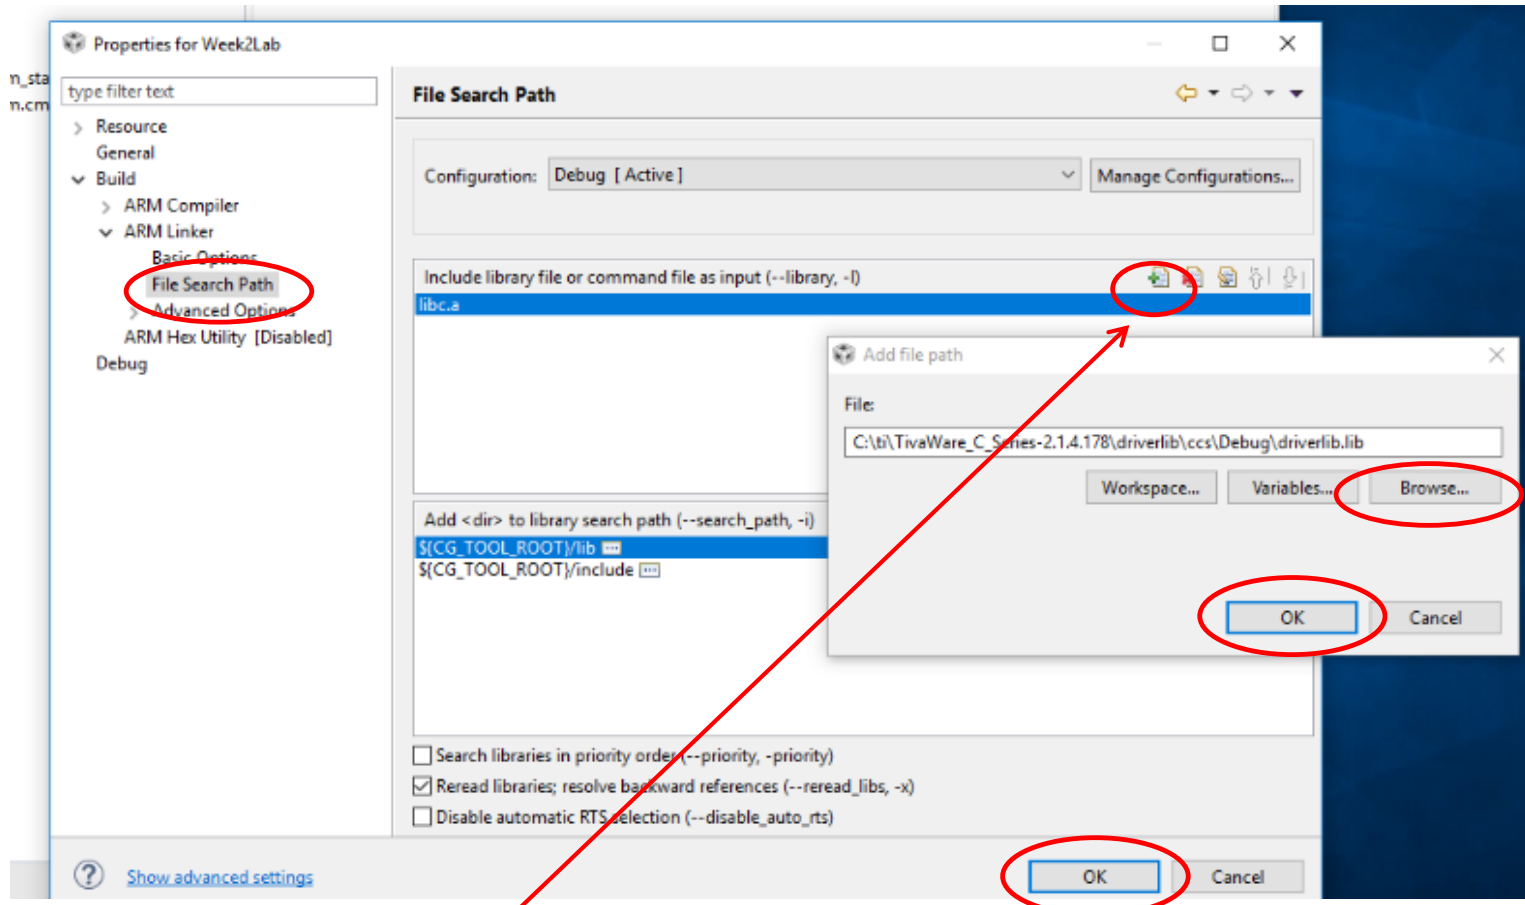 Properties for Week2Lab
m_sta
m.cm
type filter text
Resource
General
Build
ARM Compiler
ARM Linker
Basic Options
File Search Path
Advanced Options
ARM Hex Utility [Disabled]
Debug
File Search Path
Configuration: Debug [ Active ]
Manage Configurations...
Include library file or command file as input (--library, -l)
libc.a
Add file path
File:
C:\ti\TivaWare_C_Series-2.1.4.178\driverlib\ccs\Debug\driverlib.lib
Workspace...
Variables...
Browse...
OK
Cancel
Add <dir> to library search path (--search_path, -i)
${CG_TOOL_ROOT}/lib
${CG_TOOL_ROOT}/include
Search libraries in priority order (--priority, -priority)
Reread libraries; resolve backward references (--reread_libs, -x)
Disable automatic RTS selection (--disable_auto_rts)
?
Show advanced settings
OK
Cancel